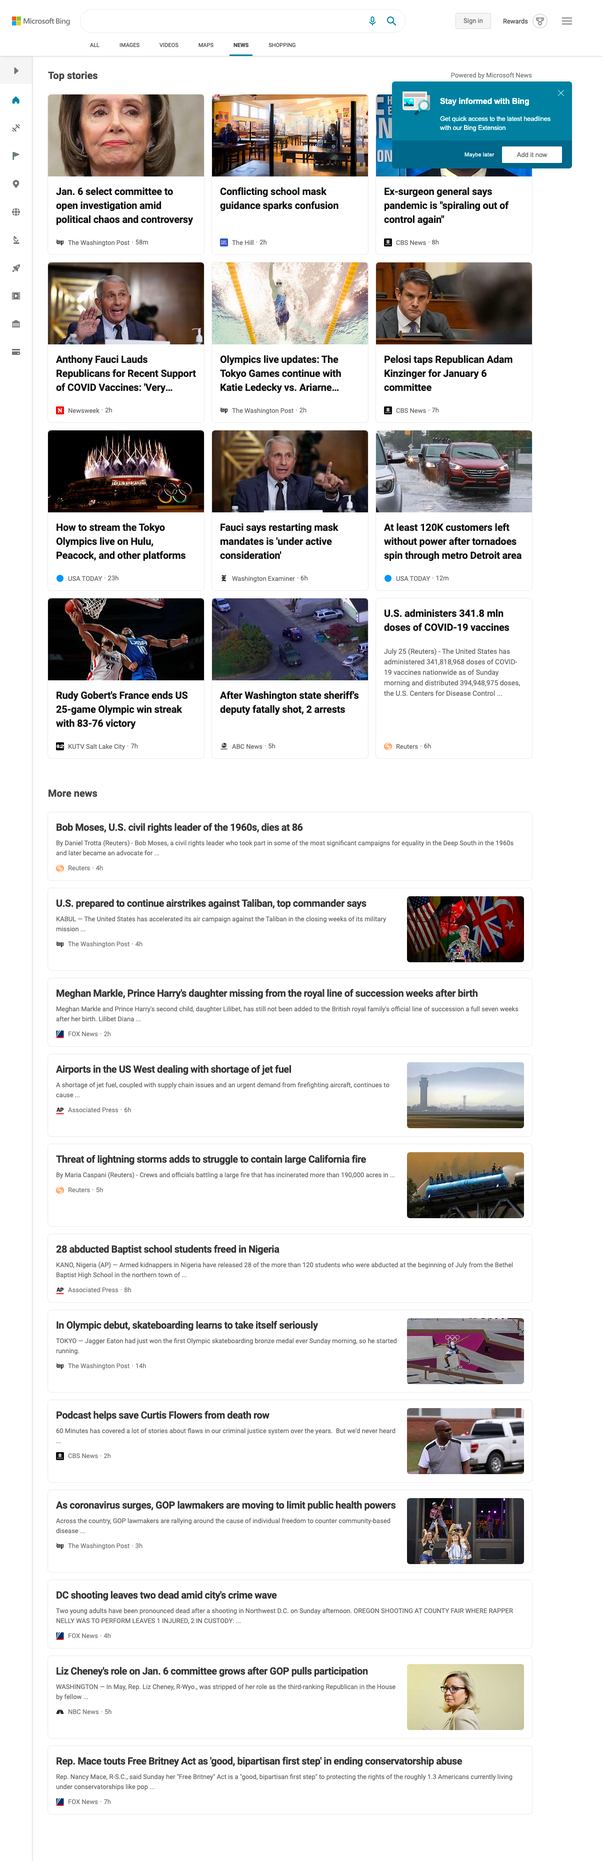 Microsoft Bing
Sign in
Rewards
ALL
IMAGES
VIDEOS
MAPS
NEWS
SHOPPING
Top stories
Powered by Microsoft News
Stay informed with Bing
Get quick access to the latest headlines
with our Bing Extension
Maybe later
Add it now
Jan. 6 select committee to
open investigation amid
political chaos and controversy
The Washington Post · 58m
Conflicting school mask
guidance sparks confusion
The Hill · 2h
Ex-surgeon general says
pandemic is "spiraling out of
control again"
CBS News · 8h
Anthony Fauci Lauds
Republicans for Recent Support
of COVID Vaccines: 'Very...
Newsweek · 2h
Olympics live updates: The
Tokyo Games continue with
Katie Ledecky vs. Ariarne...
The Washington Post · 2h
Pelosi taps Republican Adam
Kinzinger for January 6
committee
CBS News · 7h
How to stream the Tokyo
Olympics live on Hulu,
Peacock, and other platforms
USA TODAY · 23h
Fauci says restarting mask
mandates is 'under active
consideration'
Washington Examiner · 6h
At least 120K customers left
without power after tornadoes
spin through metro Detroit area
USA TODAY · 12m
Rudy Gobert's France ends US
25-game Olympic win streak
with 83-76 victory
KUTV Salt Lake City · 7h
After Washington state sheriff's
deputy fatally shot, 2 arrests
ABC News · 5h
U.S. administers 341.8 mln
doses of COVID-19 vaccines
July 25 (Reuters) - The United States has
administered 341,818,968 doses of COVID-
19 vaccines nationwide as of Sunday
morning and distributed 394,948,975 doses,
the U.S. Centers for Disease Control ...
Reuters · 6h
More news
Bob Moses, U.S. civil rights leader of the 1960s, dies at 86
By Daniel Trotta (Reuters) - Bob Moses, a civil rights leader who took part in some of the most significant campaigns for equality in the Deep South in the 1960s
and later became an advocate for ...
Reuters · 4h
U.S. prepared to continue airstrikes against Taliban, top commander says
KABUL — The United States has accelerated its air campaign against the Taliban in the closing weeks of its military
mission ...
The Washington Post · 4h
Meghan Markle, Prince Harry's daughter missing from the royal line of succession weeks after birth
Meghan Markle and Prince Harry's second child, daughter Lilibet, has still not been added to the British royal family's official line of succession a full seven weeks
after her birth. Lilibet Diana ...
FOX News · 2h
Airports in the US West dealing with shortage of jet fuel
A shortage of jet fuel, coupled with supply chain issues and an urgent demand from firefighting aircraft, continues to
cause ...
AP Associated Press · 6h
Threat of lightning storms adds to struggle to contain large California fire
By Maria Caspani (Reuters) - Crews and officials battling a large fire that has incinerated more than 190,000 acres in ...
Reuters · 5h
28 abducted Baptist school students freed in Nigeria
KANO, Nigeria (AP) — Armed kidnappers in Nigeria have released 28 of the more than 120 students who were abducted at the beginning of July from the Bethel
Baptist High School in the northern town of ...
AP Associated Press · 8h
In Olympic debut, skateboarding learns to take itself seriously
TOKYO — Jagger Eaton had just won the first Olympic skateboarding bronze medal ever Sunday morning, so he started
running.
The Washington Post · 14h
Podcast helps save Curtis Flowers from death row
60 Minutes has covered a lot of stories about flaws in our criminal justice system over the years. But we'd never heard
...
CBS News · 2h
As coronavirus surges, GOP lawmakers are moving to limit public health powers
Across the country, GOP lawmakers are rallying around the cause of individual freedom to counter community-based
disease ...
The Washington Post · 3h
DC shooting leaves two dead amid city's crime wave
Two young adults have been pronounced dead after a shooting in Northwest D.C. on Sunday afternoon. OREGON SHOOTING AT COUNTY FAIR WHERE RAPPER
NELLY WAS TO PERFORM LEAVES 1 INJURED, 2 IN CUSTODY: ...
FOX News · 4h
Liz Cheney's role on Jan. 6 committee grows after GOP pulls participation
WASHINGTON — In May, Rep. Liz Cheney, R-Wyo., was stripped of her role as the third-ranking Republican in the House
by fellow ...
NBC News · 5h
Rep. Mace touts Free Britney Act as 'good, bipartisan first step' in ending conservatorship abuse
Rep. Nancy Mace, R-S.C., said Sunday her "Free Britney" Act is a "good, bipartisan first step" to protecting the rights of the roughly 1.3 Americans currently living
under conservatorships like pop ...
FOX News · 7h